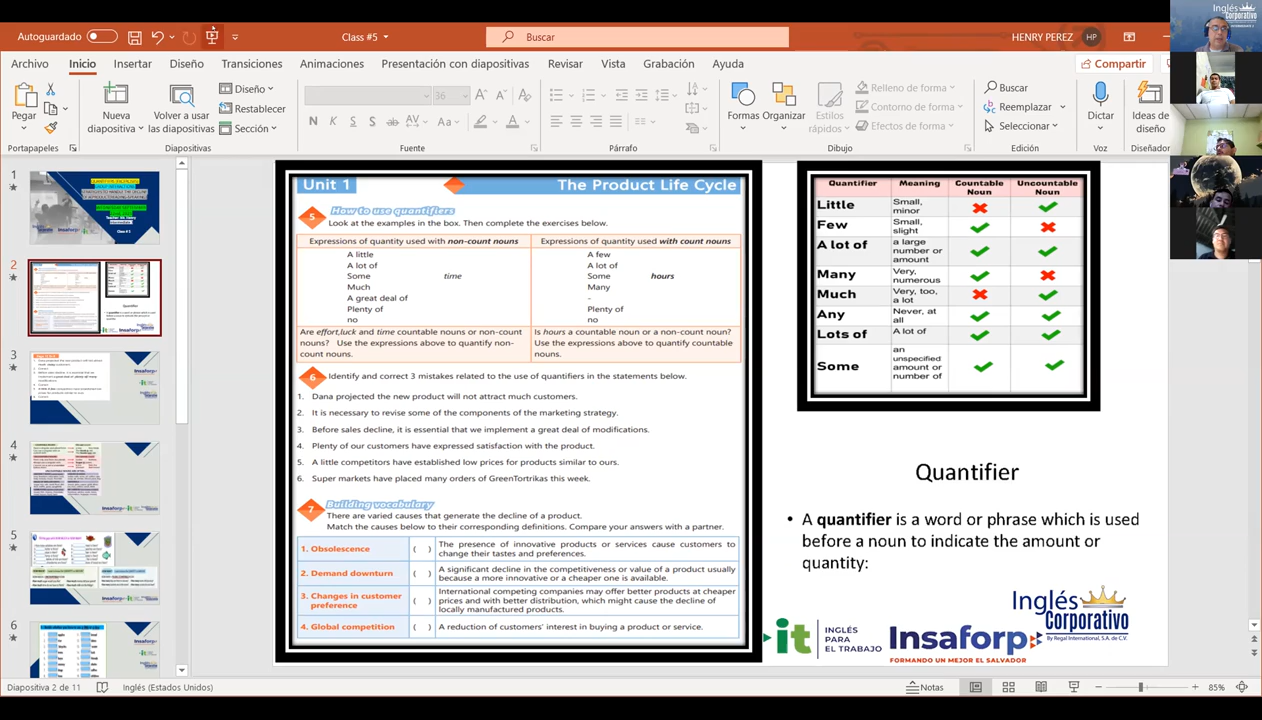 Autoguardado
Class #5
Buscar
HENRY PEREZ
HP
Inglés
Corporativo
Archivo
Inicio
Insertar
Diseño
Transiciones
Animaciones
Presentación con diapositivas
Revisar
Vista
Grabación
Ayuda
Compartir
Pegar
Nueva
diapositiva
Volver a usar
las diapositivas
Diseño
Restablecer
Sección
36
N K S S ab AV Aa
Formas
Organizar
Estilos
rápidos
Relleno de forma
Contorno de forma
Efectos de forma
Buscar
Reemplazar
Seleccionar
Dictar
Ideas de
diseño
Portapapeles
Diapositivas
Fuente
Párrafo
Dibujo
Edición
Voz
Diseñador
1
2
3
4
5
6
Unit 1
The Product Life Cycle
5
How to use quantifiers
Look at the examples in the box. Then complete the exercises below.
Expressions of quantity used with non-count nouns
Expressions of quantity used with count nouns
A little
A lot of
Some
time
Much
A great deal of
Plenty of
no
A few
A lot of
Some
hours
Many
-
Plenty of
no
Are effort,luck and time countable nouns or non-count
nouns? Use the expressions above to quantify non-
count nouns.
Is hours a countable noun or a non-count noun?
Use the expressions above to quantify countable
nouns.
6
Identify and correct 3 mistakes related to the use of quantifiers in the statements below.
1. Dana projected the new product will not attract much customers.
2. It is necessary to revise some of the components of the marketing strategy.
3. Before sales decline, it is essential that we implement a great deal of modifications.
4. Plenty of our customers have expressed satisfaction with the product.
5. A little competitors have established low prices for products similar to ours.
6. Super markets have placed many orders of GreenTortrikas this week.
7
Building vocabulary
There are varied causes that generate the decline of a product.
Match the causes below to their corresponding definitions. Compare your answers with a partner.
1. Obsolescence ( ) The presence of innovative products or services cause customers to
change their tastes and preferences.
2. Demand downturn ( ) A significant decline in the competitiveness or value of a product usually
because a more innovative or a cheaper one is available.
3. Changes in customer
preference
( ) International competing companies may offer better products at cheaper
prices and with better distribution, which might cause the decline of
locally manufactured products.
4. Global competition ( ) A reduction of customers' interest in buying a product or service.
Quantifier Meaning Countable
Noun
Uncountable
Noun
Little Small,
minor
Few Small,
slight
A lot of a large
number or
amount
Many Very,
numerous
Much Very, too,
a lot
Any Never, at
all
Lots of A lot of
Some an
unspecified
amount or
number of
Quantifier
• A quantifier is a word or phrase which is used
before a noun to indicate the amount or
quantity:
it
INGLÉS
PARA
EL TRABAJO
Insaforp
FORMANDO UN MEJOR EL SALVADOR
Inglés
Corporativo
By Regal International, S.A. de C.V.
Diapositiva 2 de 11
Inglés (Estados Unidos)
Notas
85%